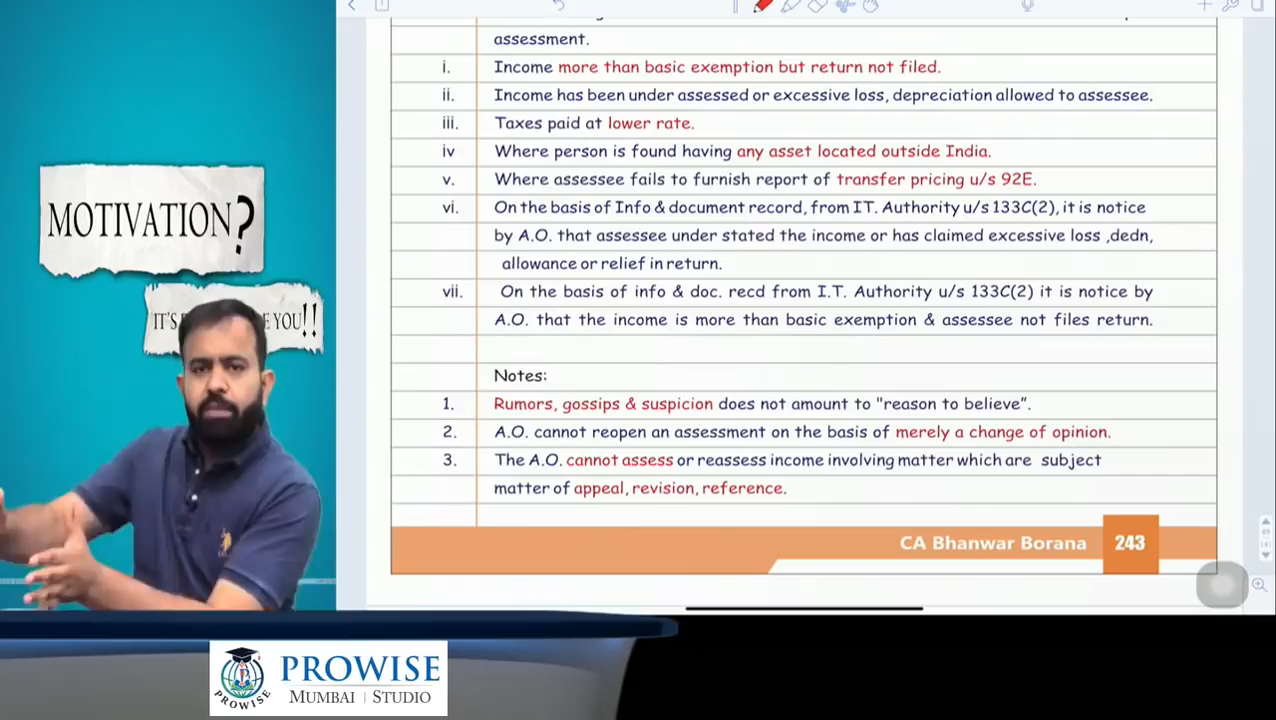 assessment.
i. Income more than basic exemption but return not filed.
ii. Income has been under assessed or excessive loss, depreciation allowed to assessee.
iii. Taxes paid at lower rate.
iv Where person is found having any asset located outside India.
v. Where assessee fails to furnish report of transfer pricing u/s 92E.
vi. On the basis of Info & document record, from IT. Authority u/s 133C(2), it is notice
by A.O. that assessee under stated the income or has claimed excessive loss ,dedn,
allowance or relief in return.
vii. On the basis of info & doc. recd from I.T. Authority u/s 133C(2) it is notice by
A.O. that the income is more than basic exemption & assessee not files return.
Notes:
1. Rumors, gossips & suspicion does not amount to "reason to believe”.
2. A.O. cannot reopen an assessment on the basis of merely a change of opinion.
3. The A.O. cannot assess or reassess income involving matter which are subject
matter of appeal, revision, reference.
CA Bhanwar Borana 243
MOTIVATION?
IT'S YOU!!
PROWISE
MUMBAI | STUDIO
PROWISE